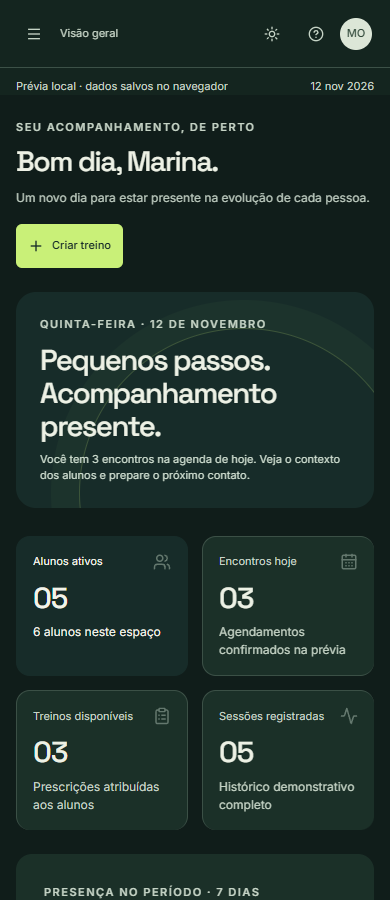 Visão geral
MO
Prévia local · dados salvos no navegador
12 nov 2026
SEU ACOMPANHAMENTO, DE PERTO
Bom dia, Marina.
Um novo dia para estar presente na evolução de cada pessoa.
Criar treino
QUINTA-FEIRA · 12 DE NOVEMBRO
Pequenos passos.
Acompanhamento
presente.
Você tem 3 encontros na agenda de hoje. Veja o contexto
dos alunos e prepare o próximo contato.
Alunos ativos
05
6 alunos neste espaço
Encontros hoje
03
Agendamentos
confirmados na prévia
Treinos disponíveis
03
Prescrições atribuídas
aos alunos
Sessões registradas
05
Histórico demonstrativo
completo
PRESENÇA NO PERÍODO · 7 DIAS